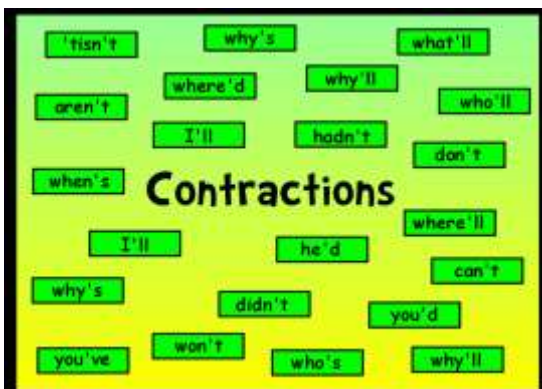 'tisn't
why's
what'll
where'd
why'll
who'll
aren't
I'll
hadn't
don't
when's
Contractions
where'll
I'll
he'd
can't
why's
didn't
you'd
won't
you've
who's
why'll